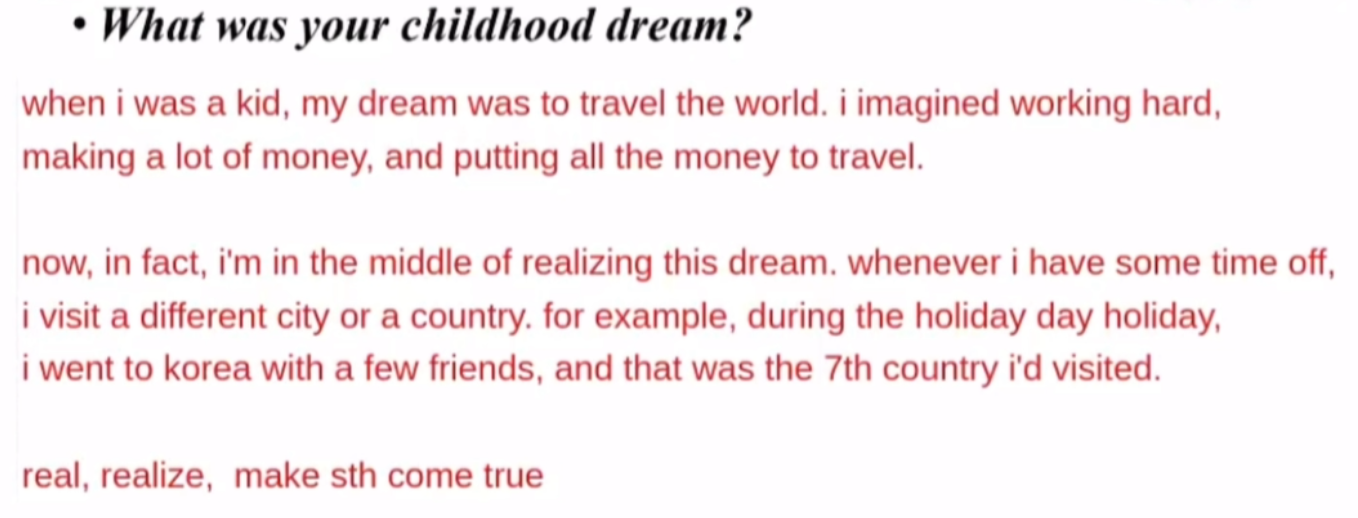 • What was your childhood dream?
when i was a kid, my dream was to travel the world. i imagined working hard,
making a lot of money, and putting all the money to travel.
now, in fact, i'm in the middle of realizing this dream. whenever i have some time off,
i visit a different city or a country. for example, during the holiday day holiday,
i went to korea with a few friends, and that was the 7th country i'd visited.
real, realize,  make sth come true